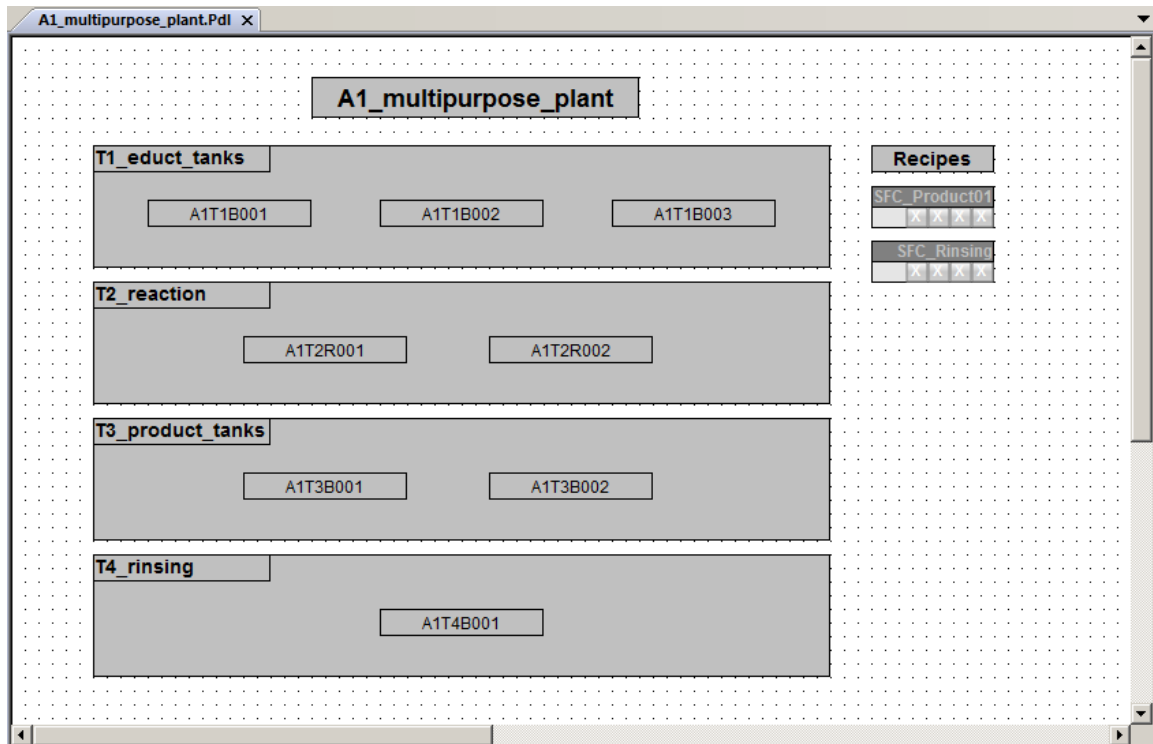 A1_multipurpose_plant.Pdl X
A1_multipurpose_plant
T1_educt_tanks
A1T1B001 A1T1B002 A1T1B003
T2_reaction
A1T2R001 A1T2R002
T3_product_tanks
A1T3B001 A1T3B002
T4_rinsing
A1T4B001
Recipes
SFC_Product01
X X X X
SFC_Rinsing
X X X X